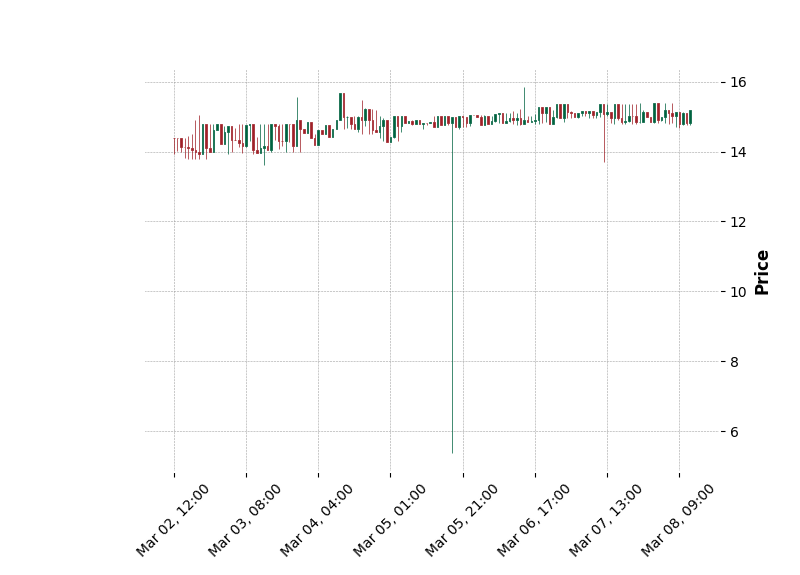 16
14
12
10
8
6
Price
Mar 02, 12:00
Mar 03, 08:00
Mar 04, 04:00
Mar 05, 01:00
Mar 05, 21:00
Mar 06, 17:00
Mar 07, 13:00
Mar 08, 09:00